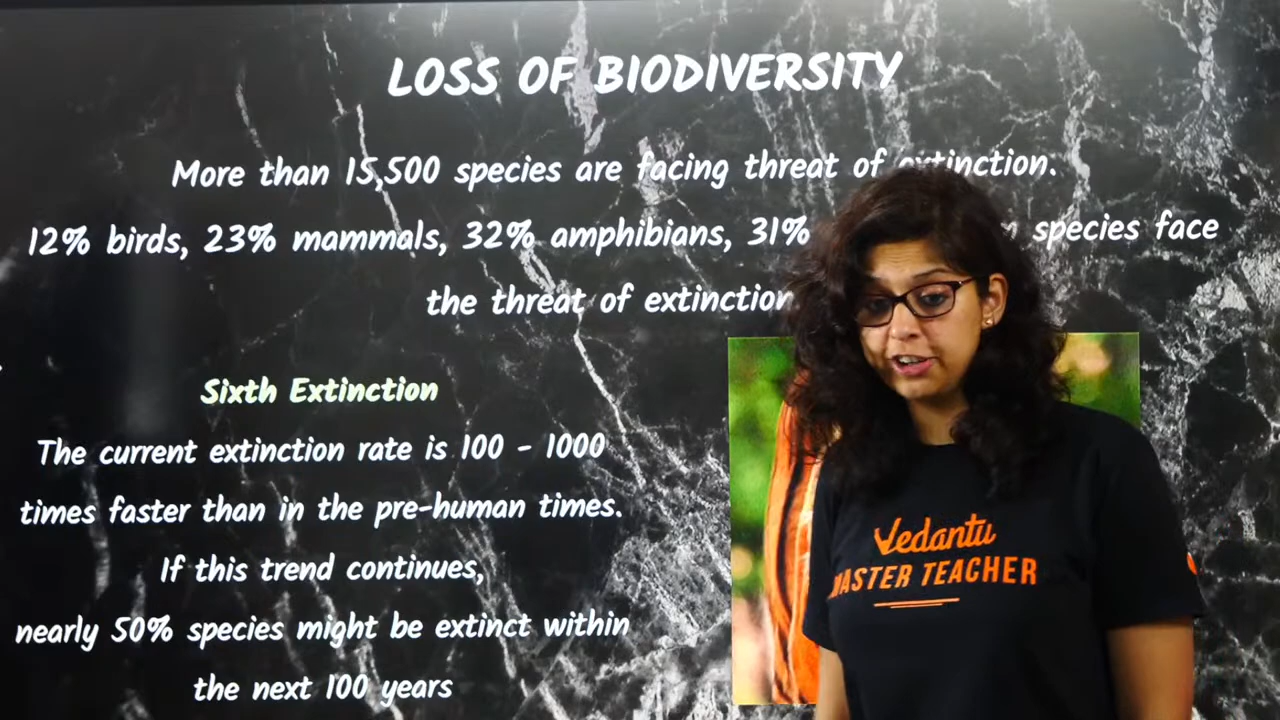 LOSS OF BIODIVERSITY
More than 15,500 species are facing threat of extinction.
12% birds, 23% mammals, 32% amphibians, 31% species face
the threat of extinction
Sixth Extinction
The current extinction rate is 100 - 1000
times faster than in the pre-human times.
If this trend continues,
nearly 50% species might be extinct within
the next 100 years
Vedantu
MASTER TEACHER